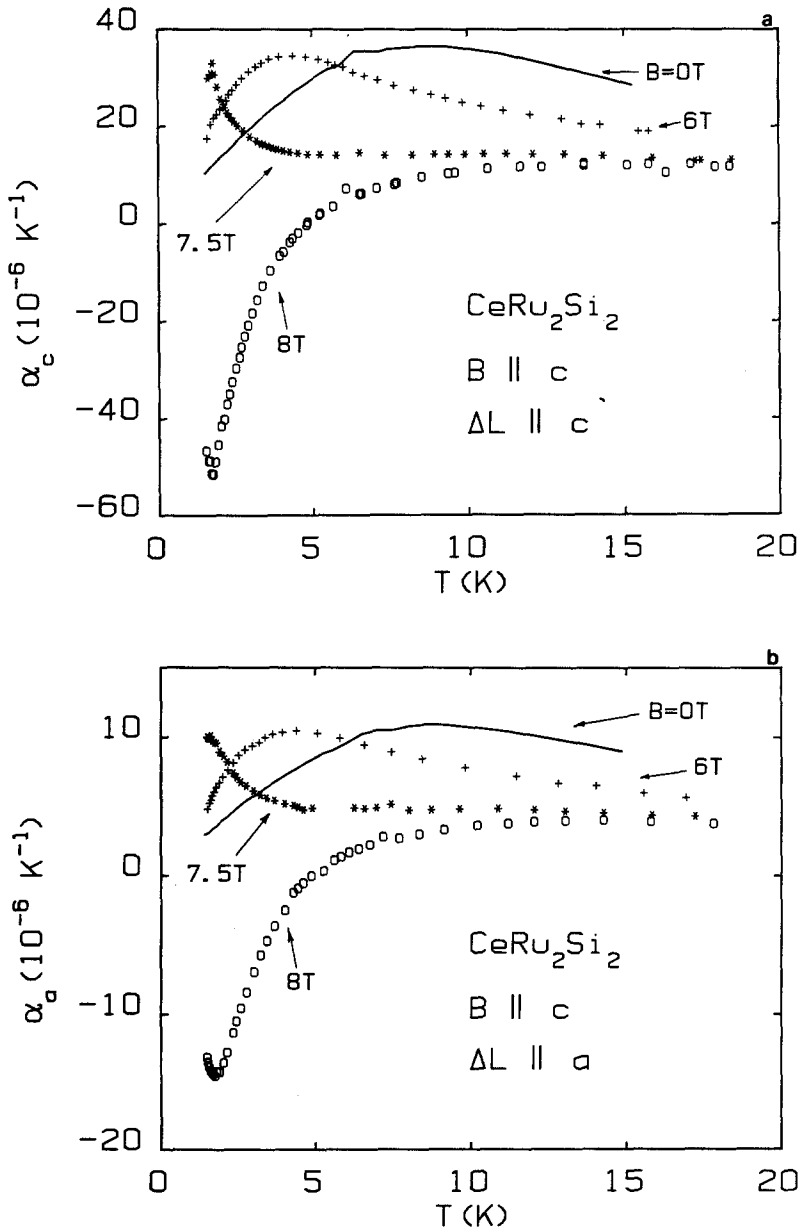 a
40
20
0
-20
-40
-60
α_c (10⁻⁶ K⁻¹)
B=0T
6T
7.5T
8T
CeRu₂Si₂
B ∥ c
ΔL ∥ c
0 5 10 15 20
T (K)
b
10
0
-10
-20
α_a (10⁻⁶ K⁻¹)
B=0T
6T
7.5T
8T
CeRu₂Si₂
B ∥ c
ΔL ∥ a
0 5 10 15 20
T (K)